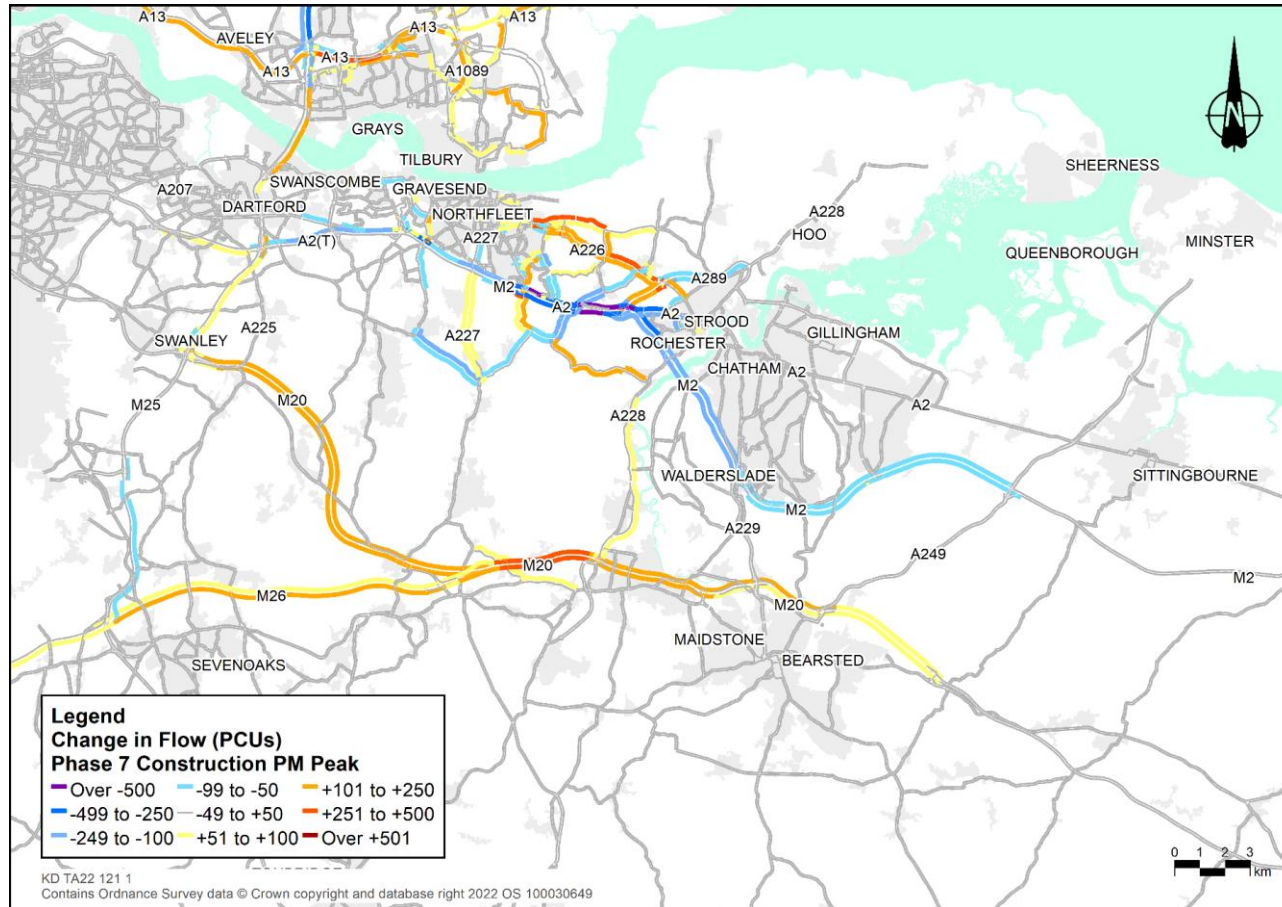 A13
AVELEY
A13
A13
A13
A1089
GRAYS
TILBURY
SHEERNESS
A207
SWANSCOMBE
GRAVESEND
DARTFORD
NORTHFLEET
A228
HOO
MINSTER
A2(T)
A227
A226
QUEENBOROUGH
A289
M2
A2
A2
STROOD
GILLINGHAM
SWANLEY
A225
A227
ROCHESTER
CHATHAM
A2
M2
A2
M25
M20
A228
WALDERSLADE
SITTINGBOURNE
M2
A229
A249
M20
M2
M26
M20
MAIDSTONE
BEARSTED
SEVENOAKS
Legend
Change in Flow (PCUs)
Phase 7 Construction PM Peak
Over -500 -99 to -50 +101 to +250
-499 to -250 -49 to +50 +251 to +500
-249 to -100 +51 to +100 Over +501
N
0 1 2 3
km
KD TA22 121 1
Contains Ordnance Survey data © Crown copyright and database right 2022 OS 100030649